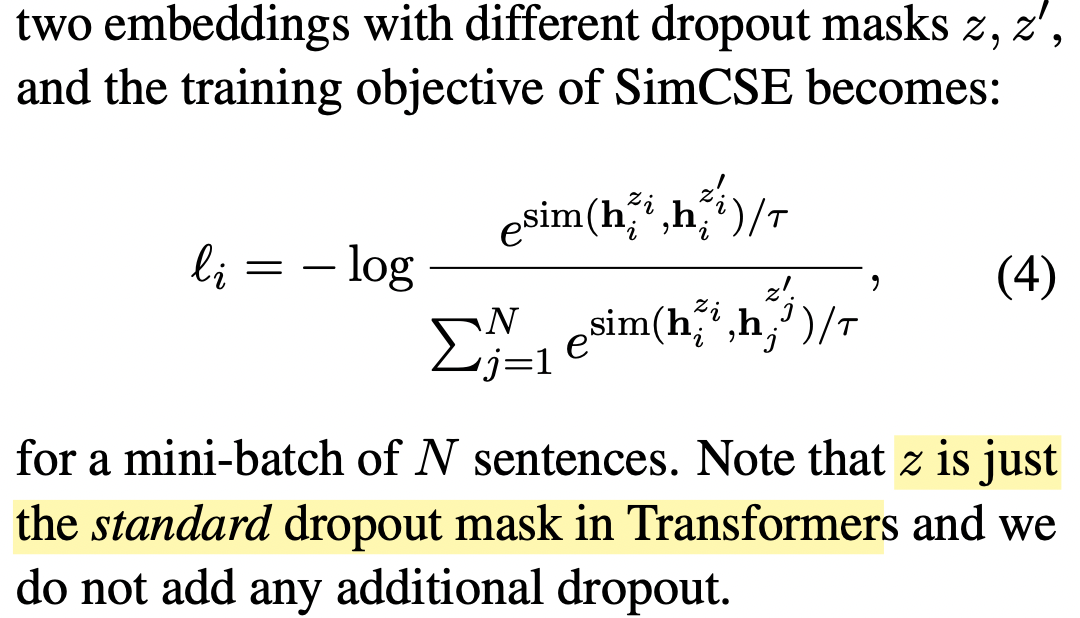 two embeddings with different dropout masks z, z′,
and the training objective of SimCSE becomes:
$\ell_i = -\log \frac{e^{\mathrm{sim}(\mathbf{h}_i^{z_i}, \mathbf{h}_i^{z'_i})/\tau}}{\sum_{j=1}^{N} e^{\mathrm{sim}(\mathbf{h}_i^{z_i}, \mathbf{h}_j^{z'_j})/\tau}},$ (4)
for a mini-batch of N sentences. Note that z is just
the standard dropout mask in Transformers and we
do not add any additional dropout.